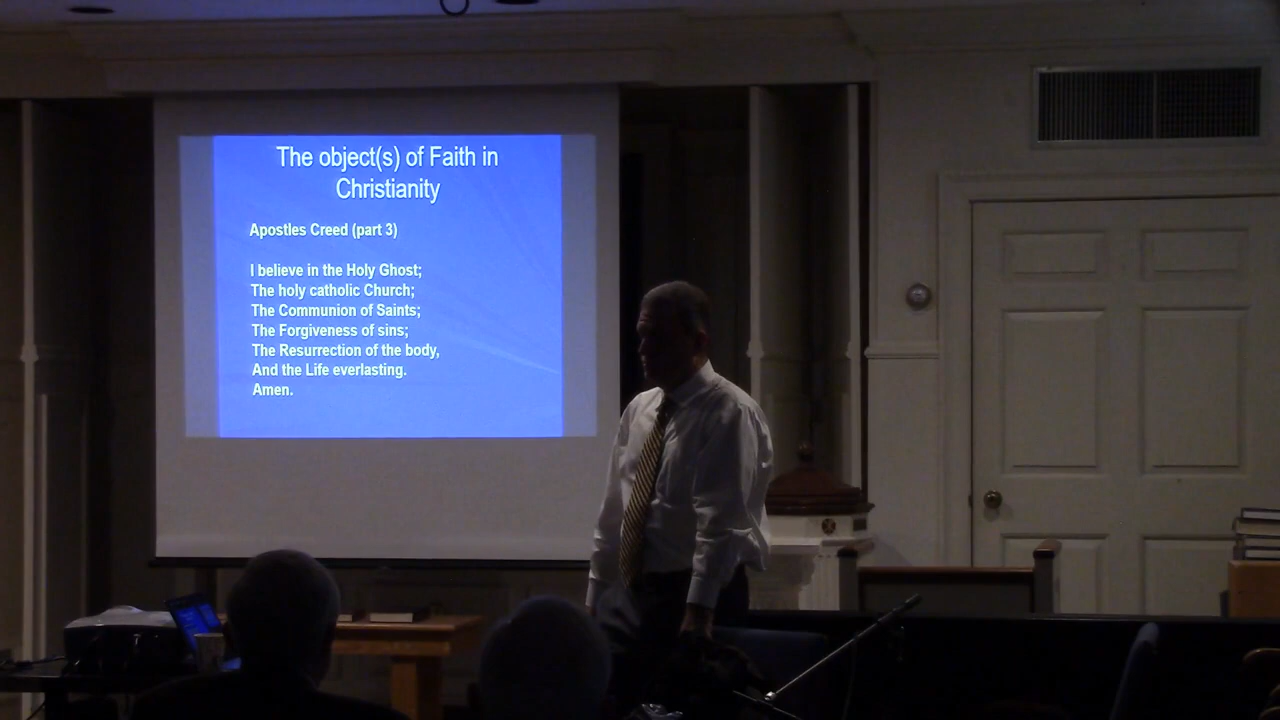 The object(s) of Faith in
Christianity
Apostles Creed (part 3)
I believe in the Holy Ghost;
The holy catholic Church;
The Communion of Saints;
The Forgiveness of sins;
The Resurrection of the body,
And the Life everlasting.
Amen.